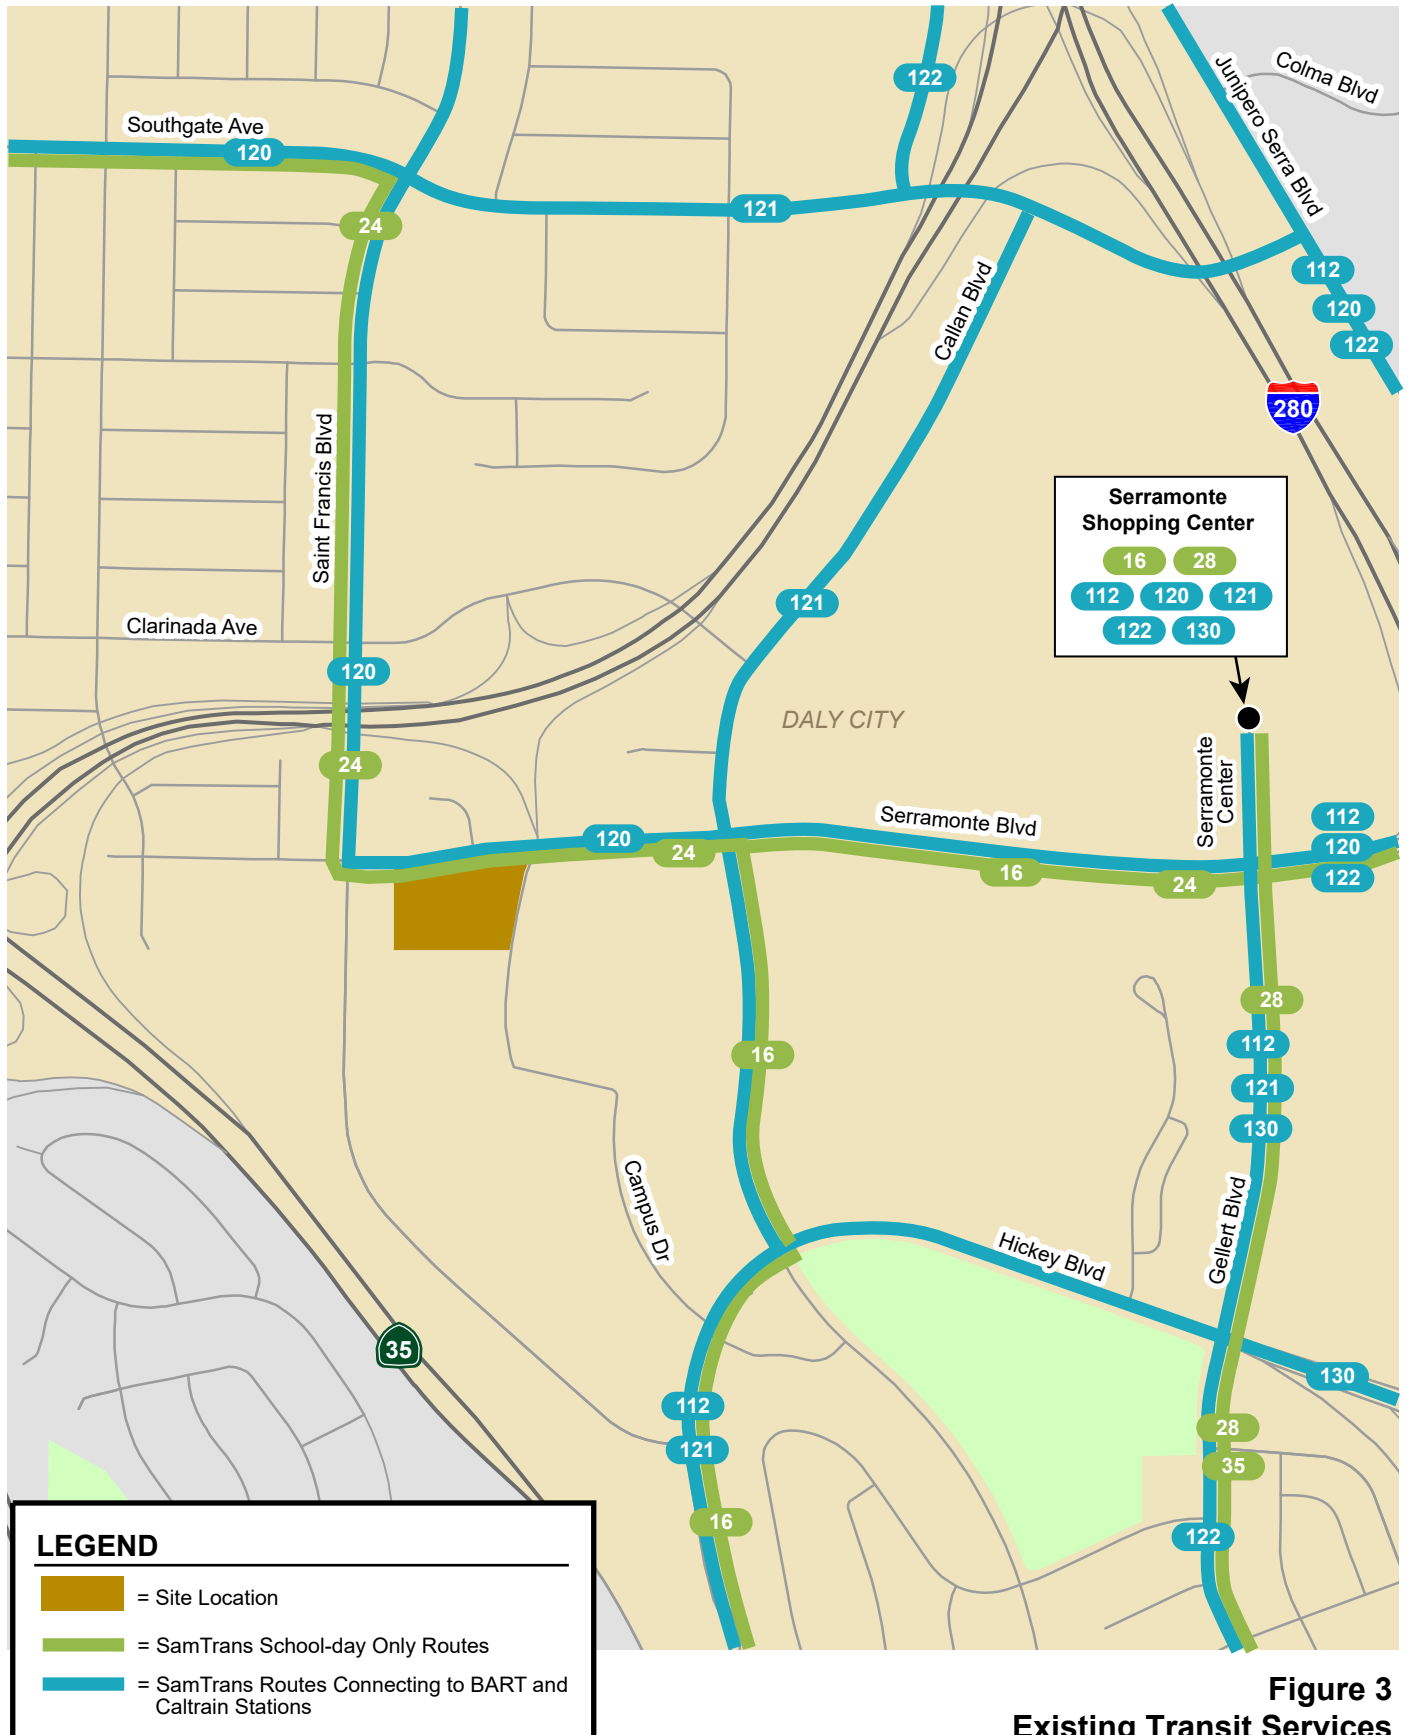 122
Colma Blvd
Junipero Serra Blvd
Southgate Ave
120
121
24
112
120
122
Callan Blvd
280
Saint Francis Blvd
Serramonte
Shopping Center
16 28
112 120 121
122 130
121
Clarinada Ave
120
DALY CITY
24
Serramonte
Center
Serramonte Blvd
112
120
122
120
24
16
24
28
112
121
130
16
Campus Dr
Gellert Blvd
Hickey Blvd
35
130
112
121
28
35
16
122
LEGEND
= Site Location
= SamTrans School-day Only Routes
= SamTrans Routes Connecting to BART and
Caltrain Stations
Figure 3
Existing Transit Services